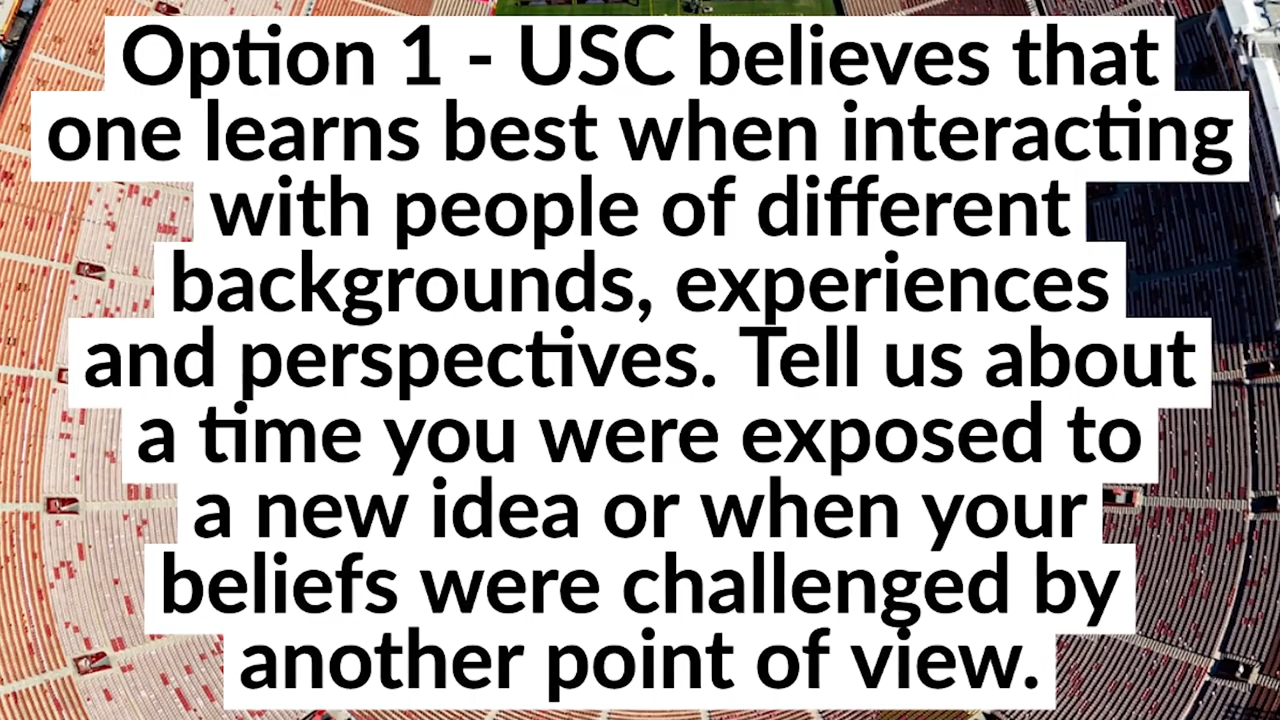 Option 1 - USC believes that
one learns best when interacting
with people of different
backgrounds, experiences
and perspectives. Tell us about
a time you were exposed to
a new idea or when your
beliefs were challenged by
another point of view.